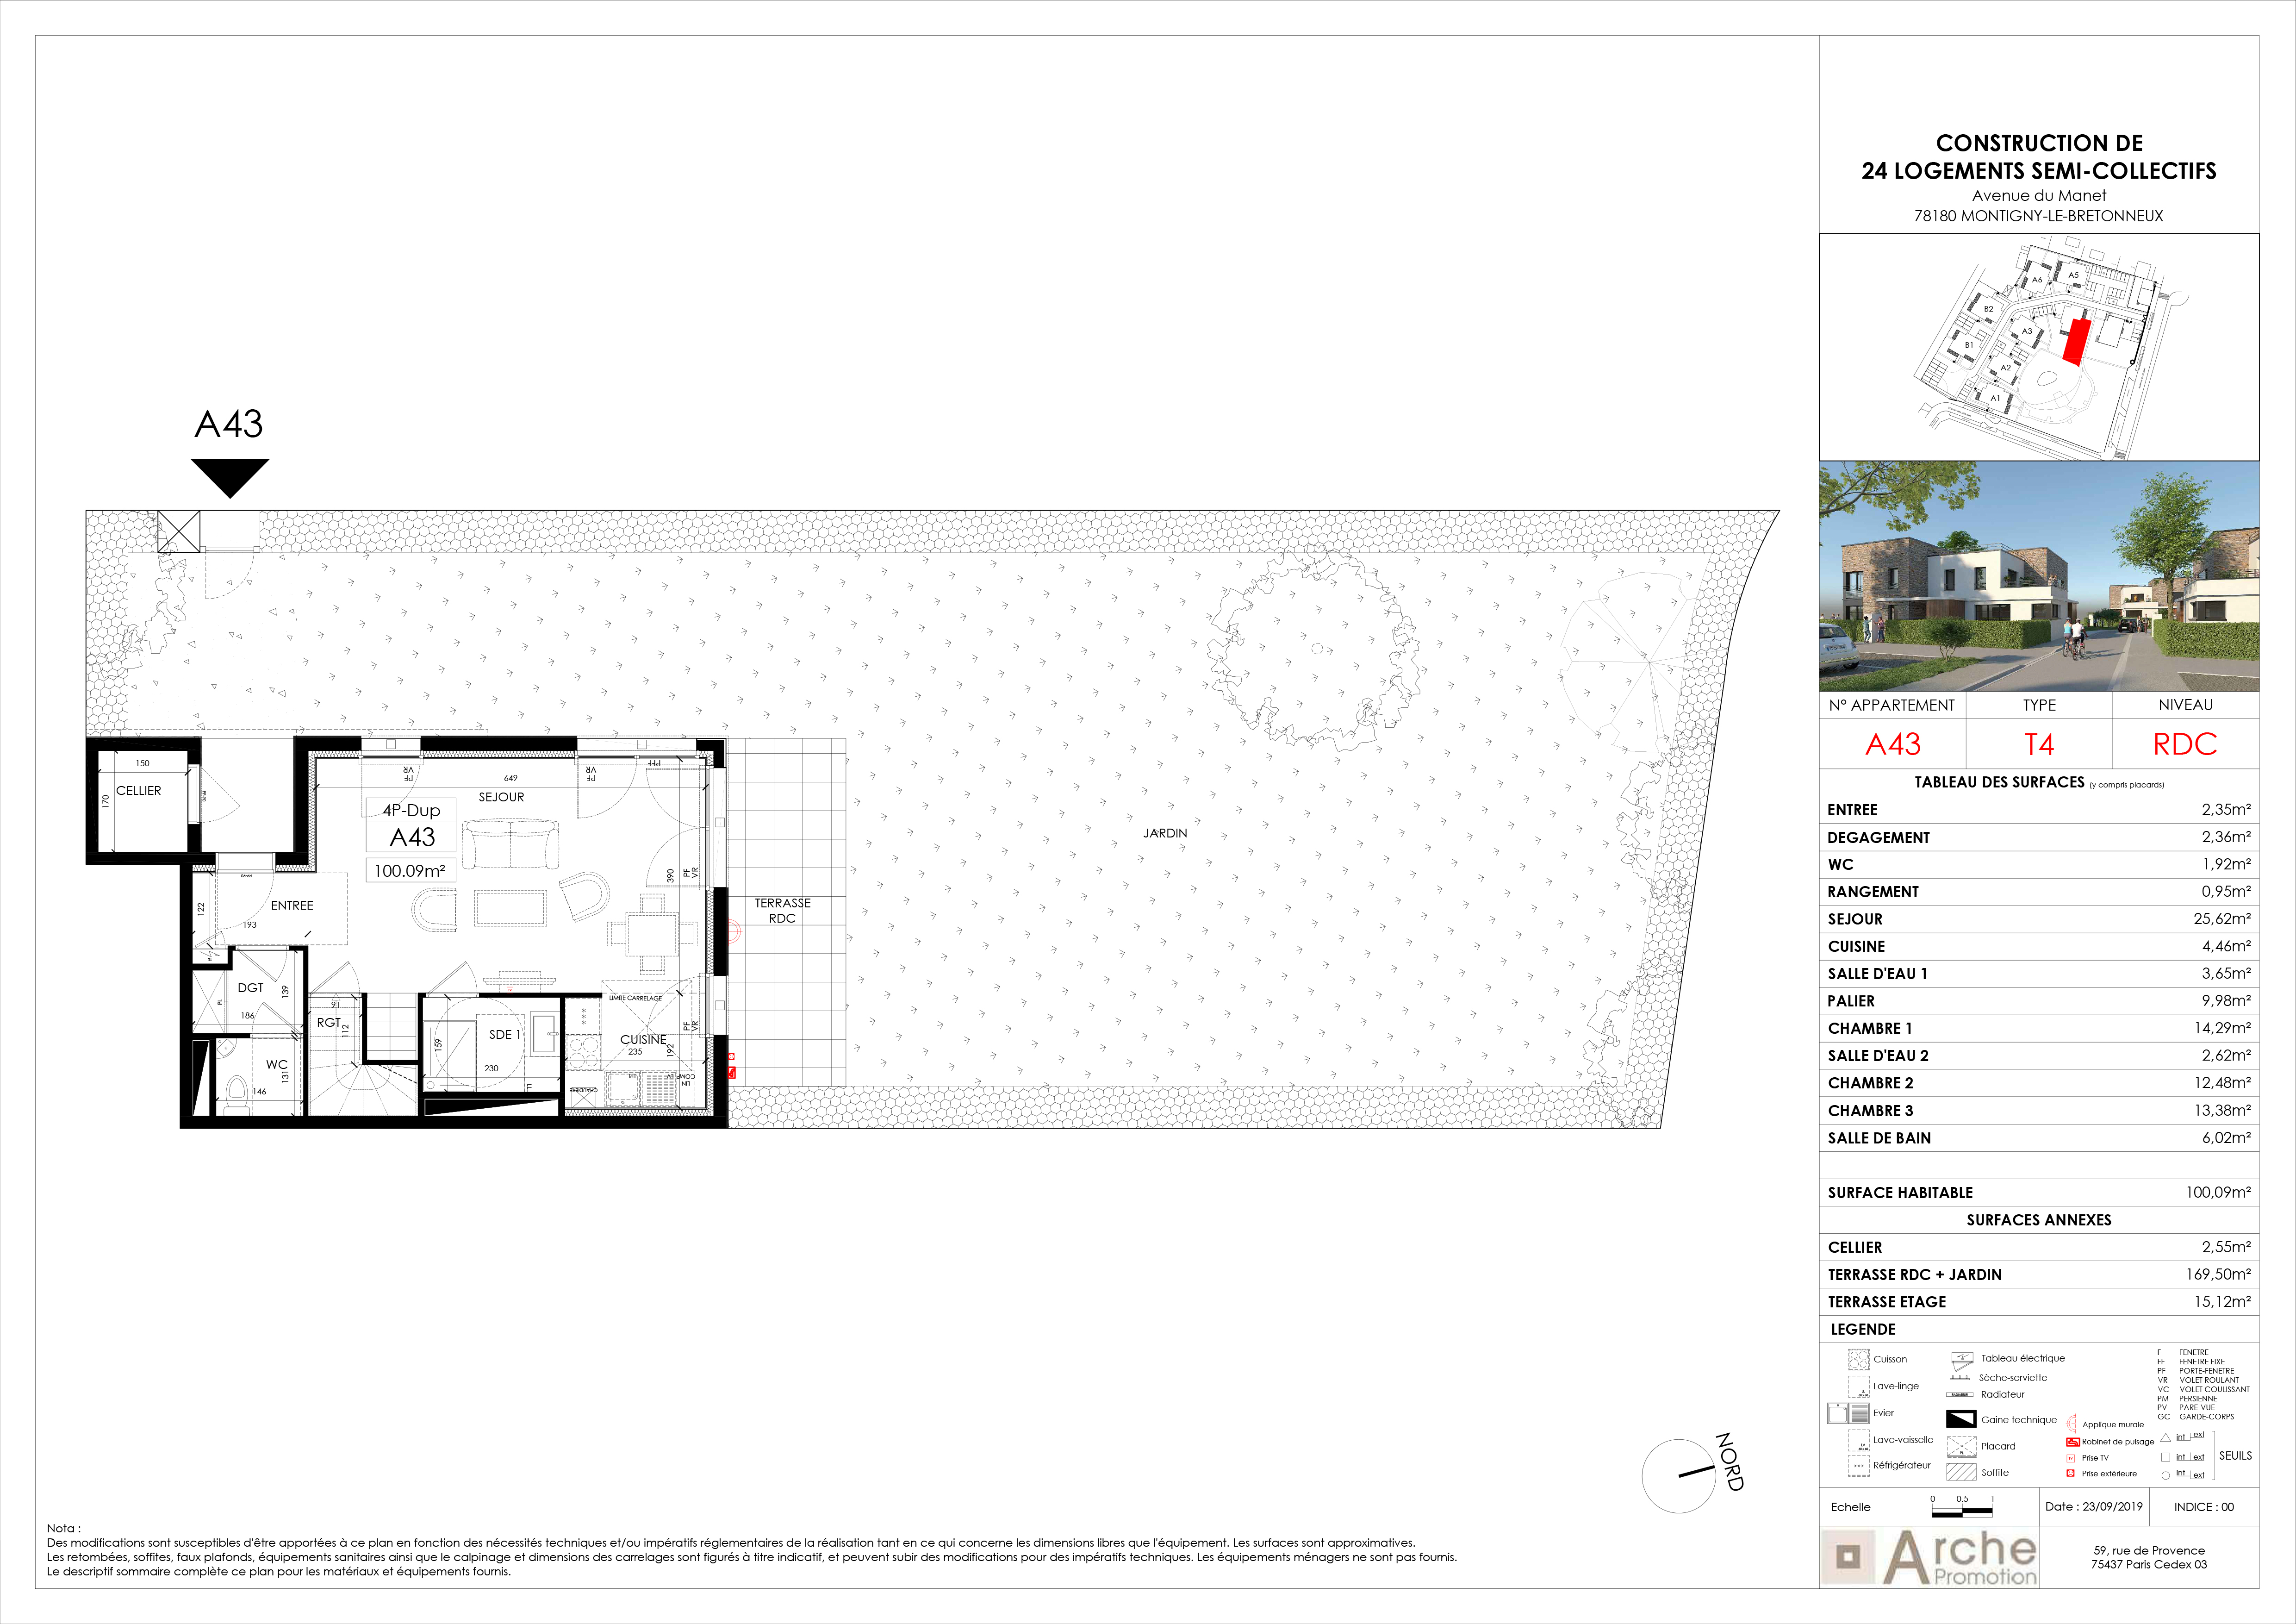 A43
CELLIER
150
170
649
SEJOUR
VR
PF
VR
PF
PFF
4P-Dup
A43
100.09m²
390
PF
VR
ENTREE
122
193
DGT
PL
139
186
91
RGT
112
WC
131
146
SDE 1
159
230
F
LIMITE CARRELAGE
CUISINE
235
192
PF
VR
CHAUDIERE
TRI
COMP LV
LIN
TERRASSE
RDC
JARDIN
NORD
Nota :
Des modifications sont susceptibles d'être apportées à ce plan en fonction des nécessités techniques et/ou impératifs réglementaires de la réalisation tant en ce qui concerne les dimensions libres que l'équipement. Les surfaces sont approximatives.
Les retombées, soffites, faux plafonds, équipements sanitaires ainsi que le calpinage et dimensions des carrelages sont figurés à titre indicatif, et peuvent subir des modifications pour des impératifs techniques. Les équipements ménagers ne sont pas fournis.
Le descriptif sommaire complète ce plan pour les matériaux et équipements fournis.
CONSTRUCTION DE
24 LOGEMENTS SEMI-COLLECTIFS
Avenue du Manet
78180 MONTIGNY-LE-BRETONNEUX
A6
A5
B2
A3
B1
A2
A1
N° APPARTEMENT TYPE NIVEAU
A43 T4 RDC
TABLEAU DES SURFACES (y compris placards)
ENTREE 2,35m²
DEGAGEMENT 2,36m²
WC 1,92m²
RANGEMENT 0,95m²
SEJOUR 25,62m²
CUISINE 4,46m²
SALLE D'EAU 1 3,65m²
PALIER 9,98m²
CHAMBRE 1 14,29m²
SALLE D'EAU 2 2,62m²
CHAMBRE 2 12,48m²
CHAMBRE 3 13,38m²
SALLE DE BAIN 6,02m²
SURFACE HABITABLE 100,09m²
SURFACES ANNEXES
CELLIER 2,55m²
TERRASSE RDC + JARDIN 169,50m²
TERRASSE ETAGE 15,12m²
LEGENDE
Cuisson
Lave-linge
Evier
Lave-vaisselle
Réfrigérateur
Tableau électrique
Sèche-serviette
Radiateur
Gaine technique
Placard
Soffite
Applique murale
Robinet de puisage
Prise TV
Prise extérieure
F FENETRE
FF FENETRE FIXE
PF PORTE-FENETRE
VR VOLET ROULANT
VC VOLET COULISSANT
PM PERSIENNE
PV PARE-VUE
GC GARDE-CORPS
int ext
int ext
int ext
SEUILS
Echelle 0 0.5 1
Date : 23/09/2019
INDICE : 00
Arche
Promotion
59, rue de Provence
75437 Paris Cedex 03